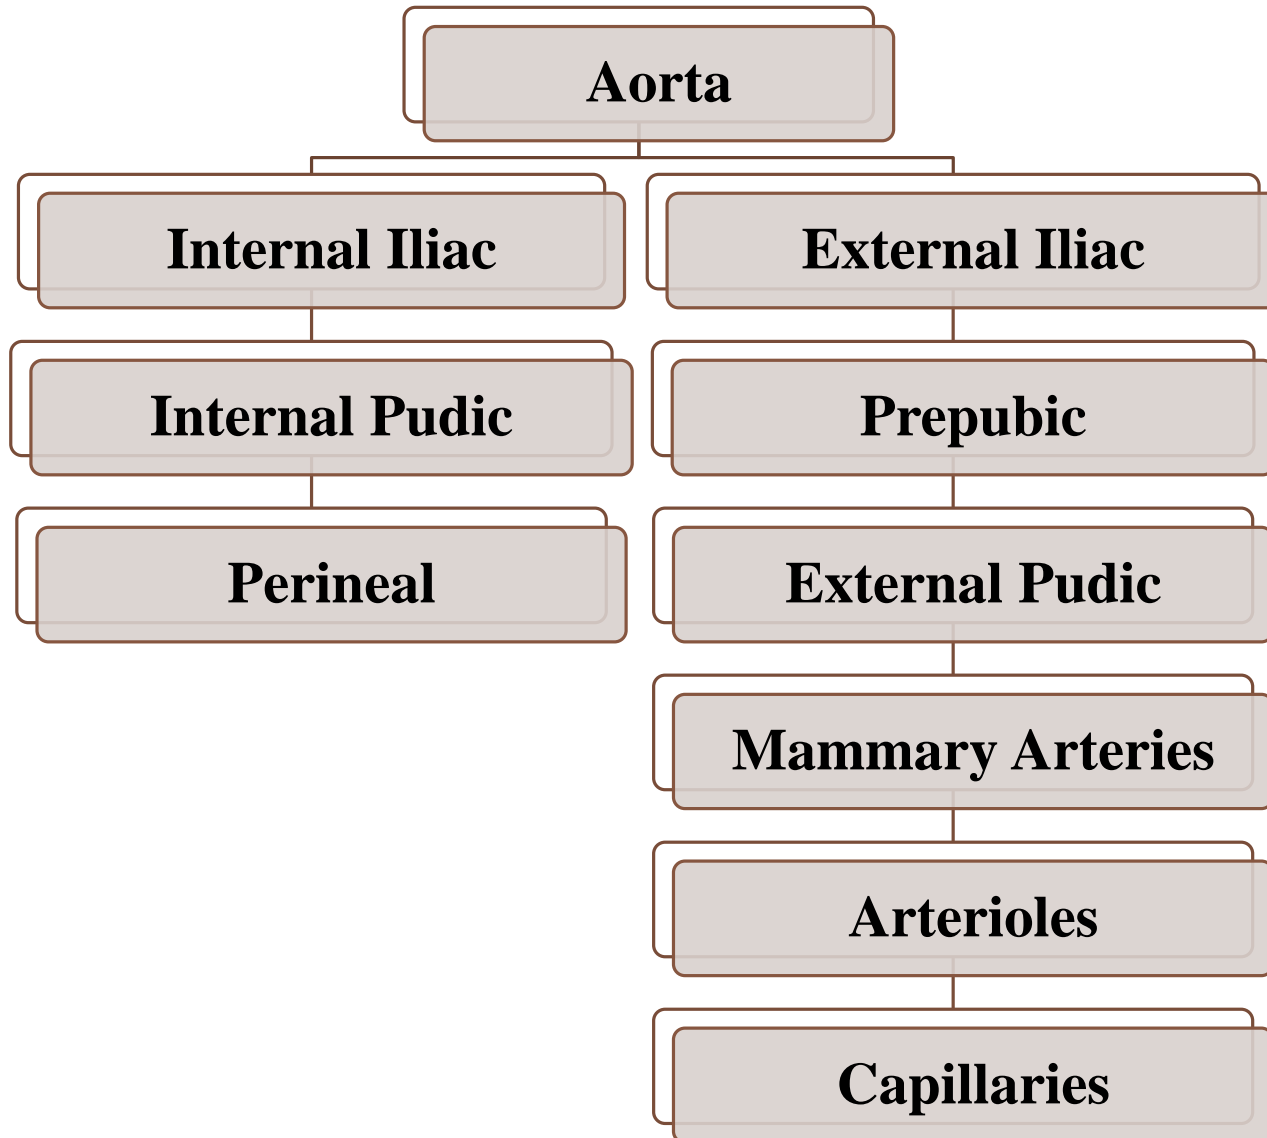 Aorta
Internal Iliac
External Iliac
Internal Pudic
Prepubic
Perineal
External Pudic
Mammary Arteries
Arterioles
Capillaries